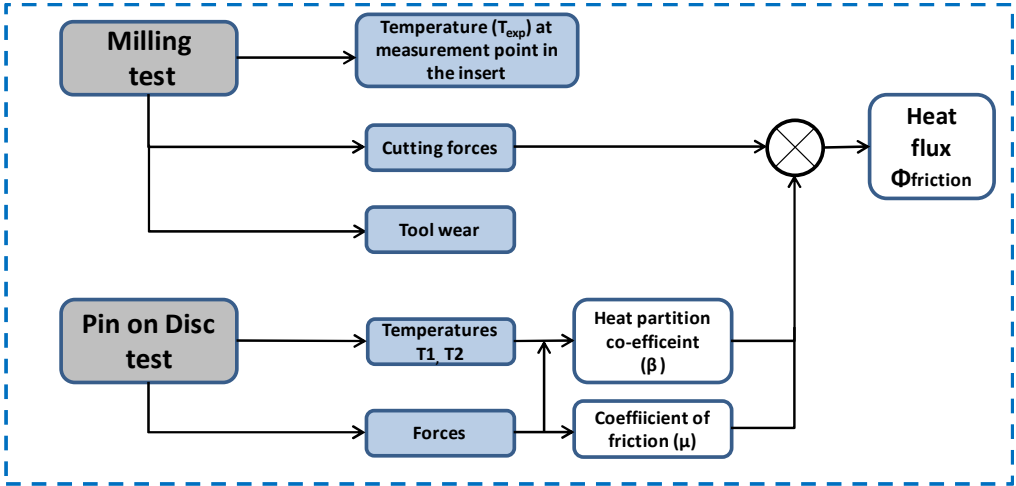 Milling
test
Temperature (Texp) at
measurement point in
the insert
Cutting forces
Tool wear
Heat
flux
Φfriction
Pin on Disc
test
Temperatures
T1, T2
Forces
Heat partition
co-efficeint
(β)
Coeffiicient of
friction (μ)